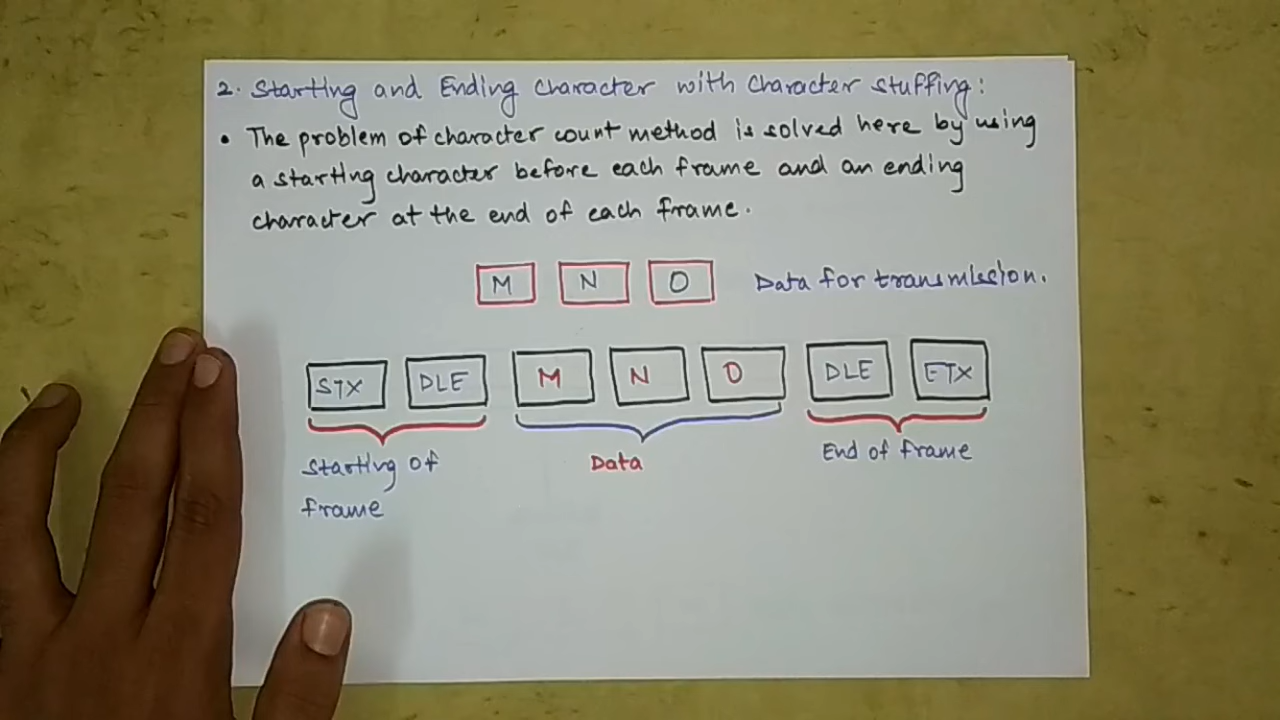 2. Starting and Ending character with character stuffing:
• The problem of character count method is solved here by using
a starting character before each frame and an ending
character at the end of each frame.
M N O Data for transmission.
STX DLE M N O DLE ETX
Starting of
frame
Data
End of frame